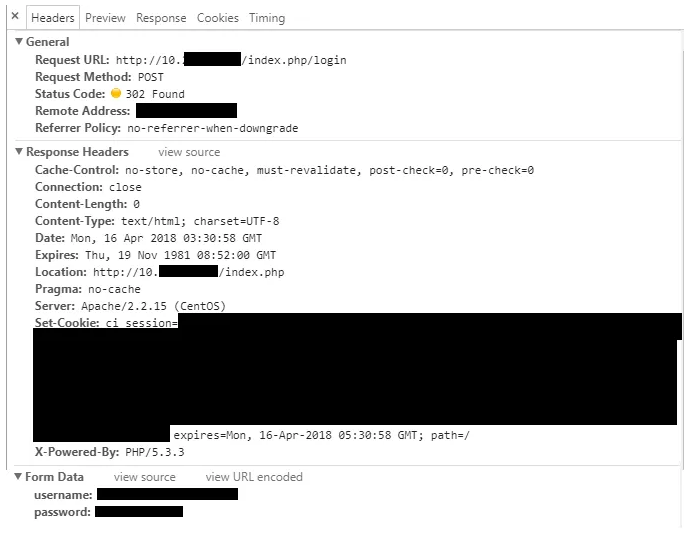 × Headers Preview Response Cookies Timing
▼ General
Request URL: http://10. /index.php/login
Request Method: POST
Status Code: 302 Found
Remote Address:
Referrer Policy: no-referrer-when-downgrade
▼ Response Headers view source
Cache-Control: no-store, no-cache, must-revalidate, post-check=0, pre-check=0
Connection: close
Content-Length: 0
Content-Type: text/html; charset=UTF-8
Date: Mon, 16 Apr 2018 03:30:58 GMT
Expires: Thu, 19 Nov 1981 08:52:00 GMT
Location: http://10. /index.php
Pragma: no-cache
Server: Apache/2.2.15 (CentOS)
Set-Cookie: ci_session=
expires=Mon, 16-Apr-2018 05:30:58 GMT; path=/
X-Powered-By: PHP/5.3.3
▼ Form Data view source view URL encoded
username:
password: